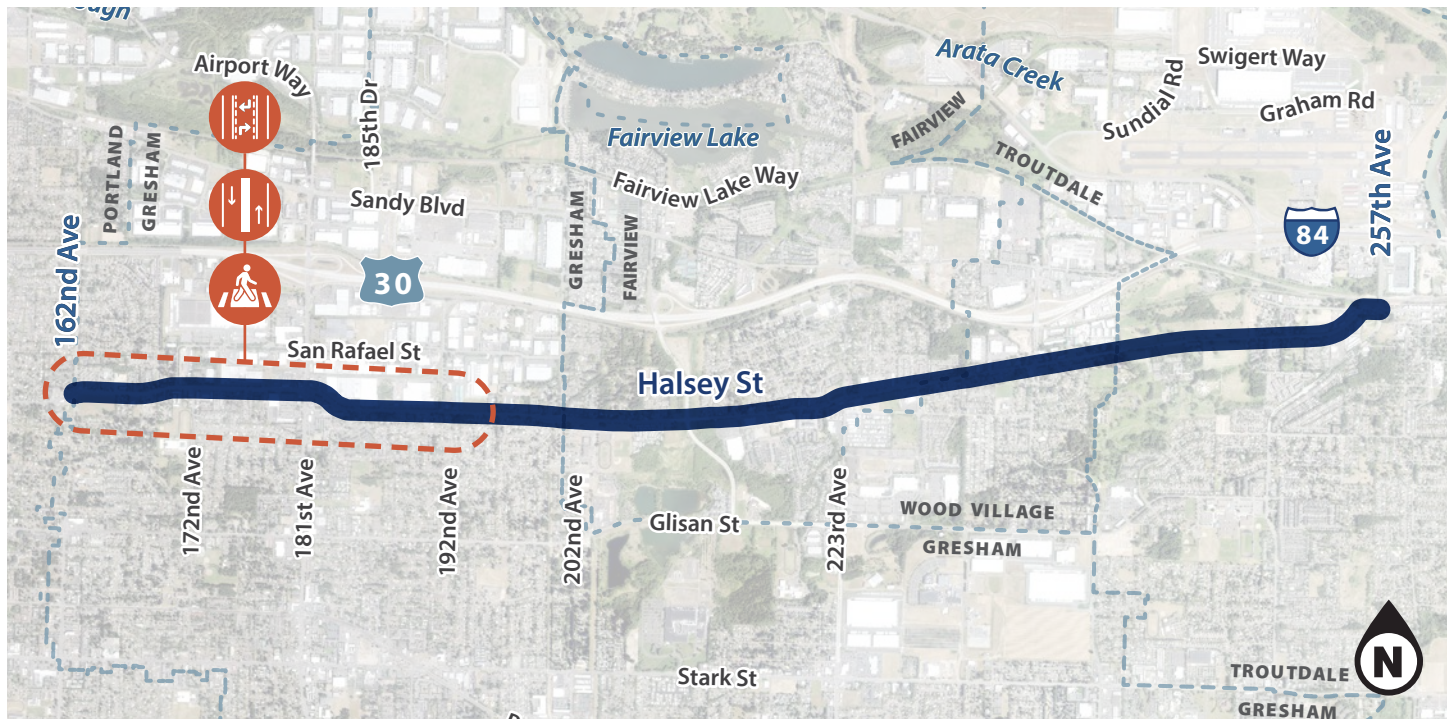 ough
Airport Way
185th Dr
Arata Creek
Swigert Way
Sundial Rd
Graham Rd
FAIRVIEW
Fairview Lake
TROUTDALE
257th Ave
PORTLAND
GRESHAM
Sandy Blvd
Fairview Lake Way
GRESHAM
FAIRVIEW
84
162nd Ave
30
San Rafael St
Halsey St
172nd Ave
181st Ave
192nd Ave
202nd Ave
223rd Ave
Glisan St
WOOD VILLAGE
GRESHAM
Stark St
N
TROUTDALE
GRESHAM